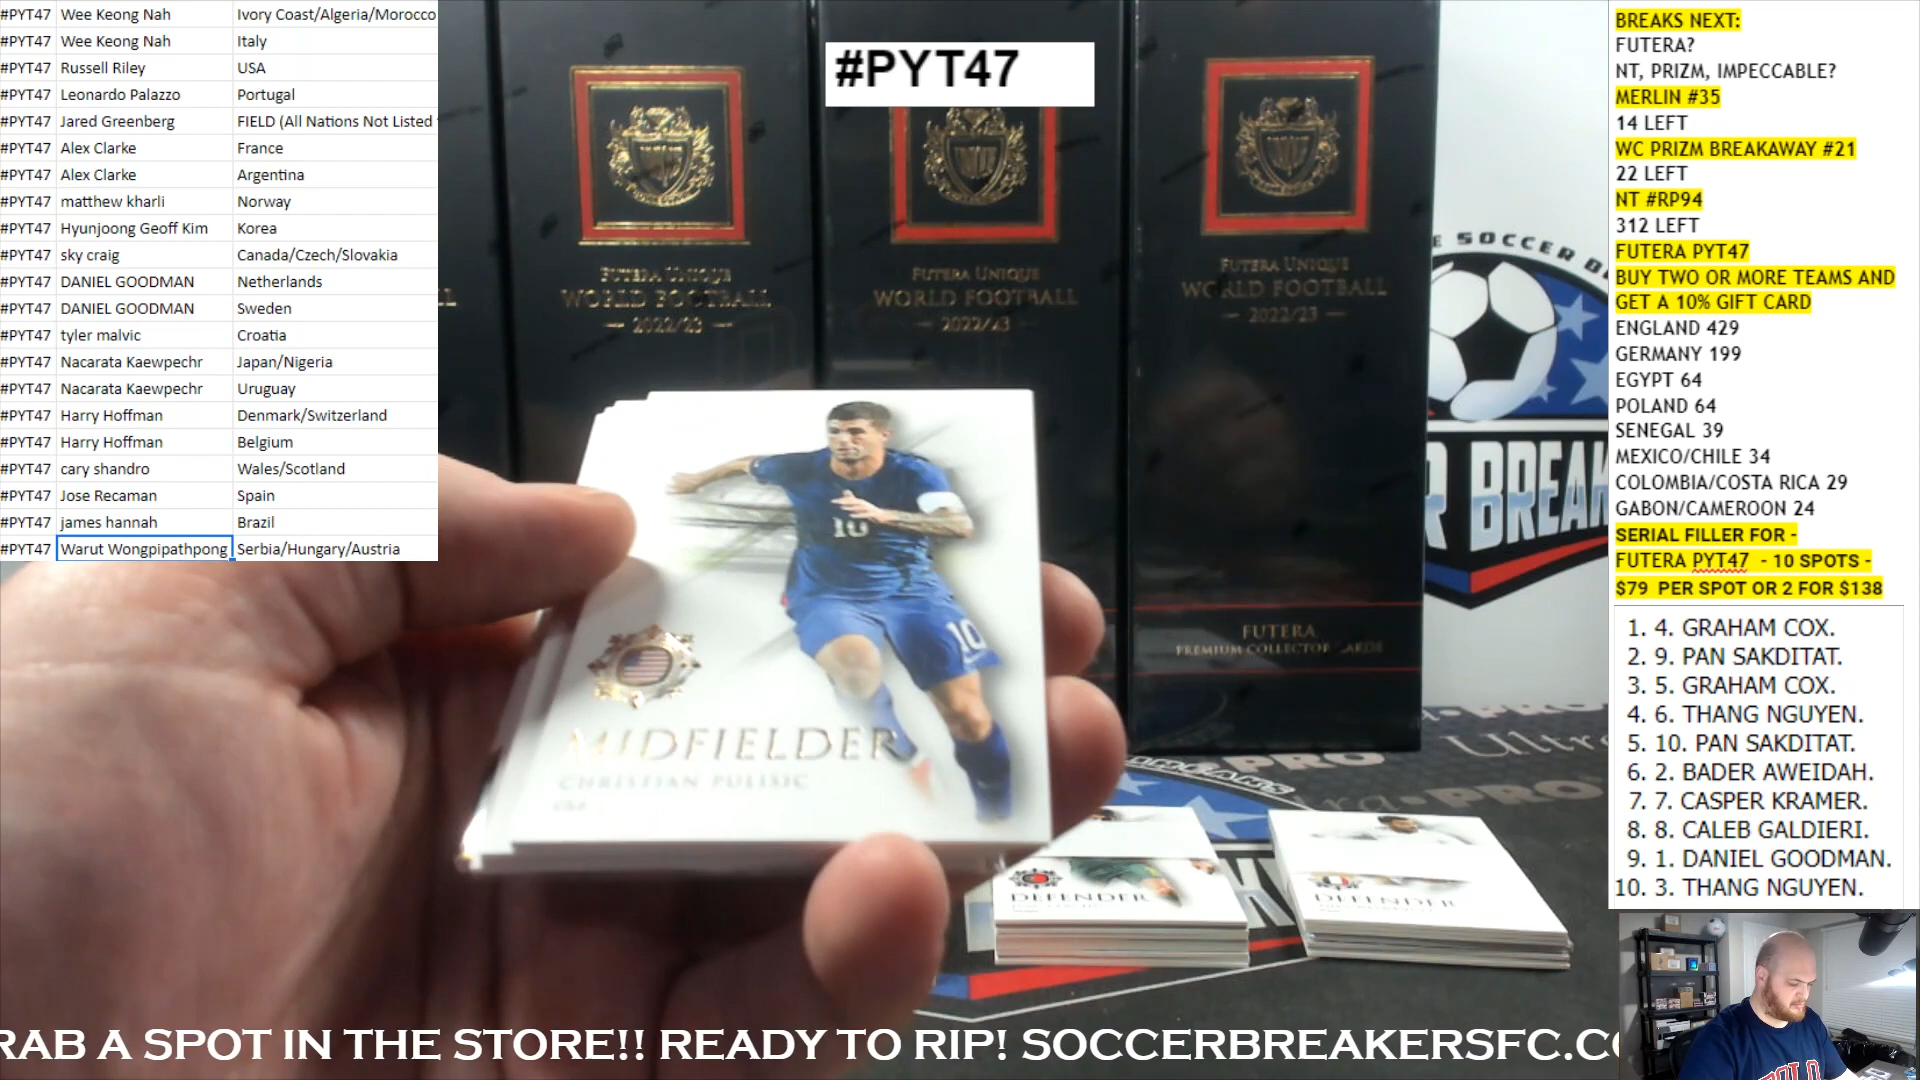 #PYT47 Wee Keong Nah Ivory Coast/Algeria/Morocco
#PYT47 Wee Keong Nah Italy
#PYT47 Russell Riley USA
#PYT47 Leonardo Palazzo Portugal
#PYT47 Jared Greenberg FIELD (All Nations Not Listed
#PYT47 Alex Clarke France
#PYT47 Alex Clarke Argentina
#PYT47 matthew kharli Norway
#PYT47 Hyunjoong Geoff Kim Korea
#PYT47 sky craig Canada/Czech/Slovakia
#PYT47 DANIEL GOODMAN Netherlands
#PYT47 DANIEL GOODMAN Sweden
#PYT47 tyler malvic Croatia
#PYT47 Nacarata Kaewpechr Japan/Nigeria
#PYT47 Nacarata Kaewpechr Uruguay
#PYT47 Harry Hoffman Denmark/Switzerland
#PYT47 Harry Hoffman Belgium
#PYT47 cary shandro Wales/Scotland
#PYT47 Jose Recaman Spain
#PYT47 james hannah Brazil
#PYT47 Warut Wongpipathpong Serbia/Hungary/Austria
#PYT47
FUTERA UNIQUE
WORLD FOOTBALL
2022/23
FUTERA UNIQUE
WORLD FOOTBALL
2022/23
FUTERA UNIQUE
WORLD FOOTBALL
2022/23
FUTERA
PREMIUM COLLECTOR CARDS
E SOCCER B
R BREAK
10
10
MIDFIELDER
CHRISTIAN PULISIC
USA
DEFENDER
DEFENDER
BREAKS NEXT:
FUTERA?
NT, PRIZM, IMPECCABLE?
MERLIN #35
14 LEFT
WC PRIZM BREAKAWAY #21
22 LEFT
NT #RP94
312 LEFT
FUTERA PYT47
BUY TWO OR MORE TEAMS AND
GET A 10% GIFT CARD
ENGLAND 429
GERMANY 199
EGYPT 64
POLAND 64
SENEGAL 39
MEXICO/CHILE 34
COLOMBIA/COSTA RICA 29
GABON/CAMEROON 24
SERIAL FILLER FOR -
FUTERA PYT47 - 10 SPOTS -
$79 PER SPOT OR 2 FOR $138
1. 4. GRAHAM COX.
2. 9. PAN SAKDITAT.
3. 5. GRAHAM COX.
4. 6. THANG NGUYEN.
5. 10. PAN SAKDITAT.
6. 2. BADER AWEIDAH.
7. 7. CASPER KRAMER.
8. 8. CALEB GALDIERI.
9. 1. DANIEL GOODMAN.
10. 3. THANG NGUYEN.
RAB A SPOT IN THE STORE!! READY TO RIP! SOCCERBREAKERSFC.CO